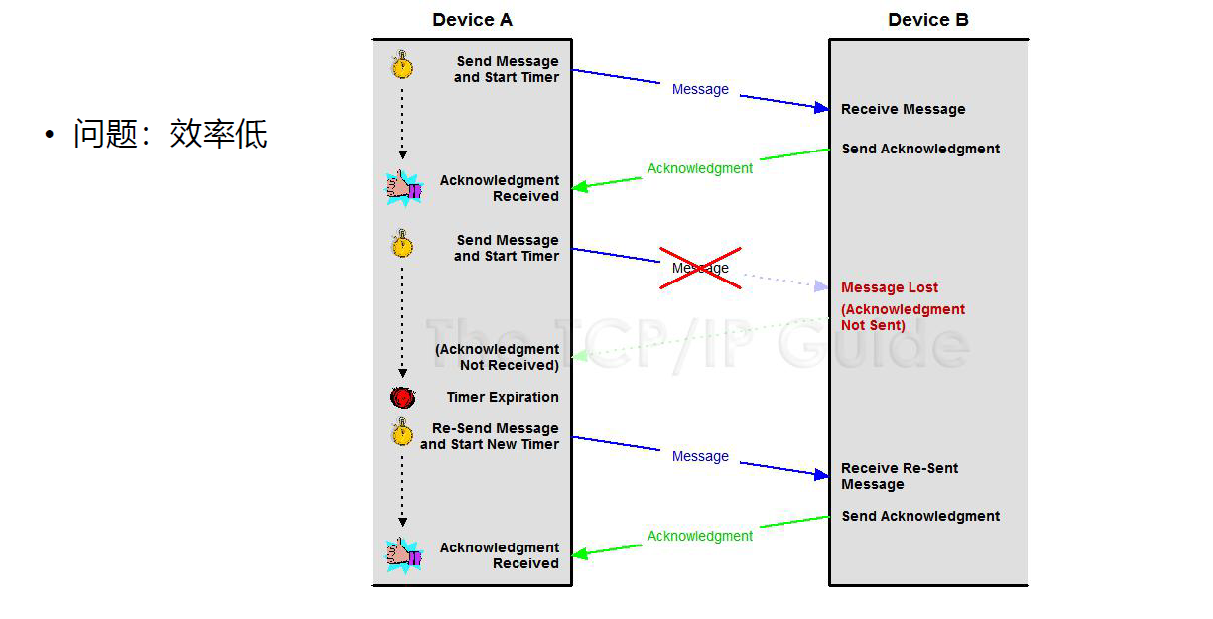 Device A
Device B
• 问题：效率低
Send Message
and Start Timer
Message
Receive Message
Send Acknowledgment
Acknowledgment
Acknowledgment
Received
Send Message
and Start Timer
Message
Message Lost
(Acknowledgment
Not Sent)
The TCP/IP Guide
(Acknowledgment
Not Received)
Timer Expiration
Re-Send Message
and Start New Timer
Message
Receive Re-Sent
Message
Send Acknowledgment
Acknowledgment
Acknowledgment
Received